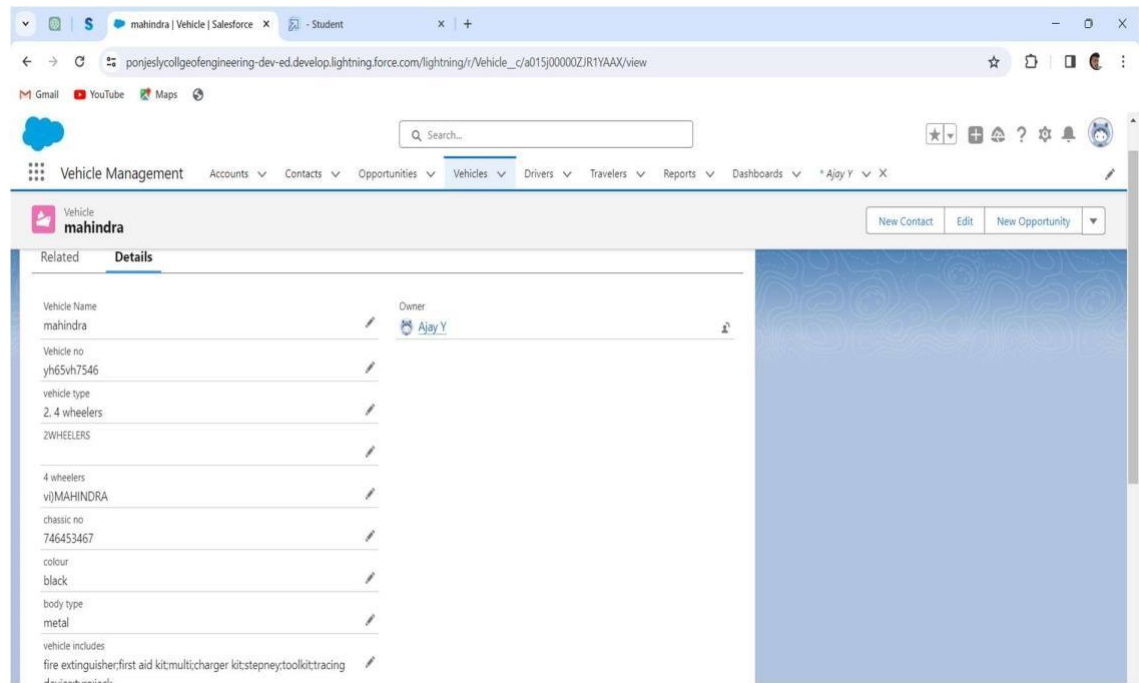 S
mahindra | Vehicle | Salesforce
- Student
ponjeslycollgeofengineering-dev-ed.develop.lightning.force.com/lightning/r/Vehicle__c/a015j00000ZJR1YAAX/view
Gmail YouTube Maps
Search...
Vehicle Management Accounts Contacts Opportunities Vehicles Drivers Travelers Reports Dashboards * Ajay Y
Vehicle
mahindra
New Contact Edit New Opportunity
Related Details
Vehicle Name
mahindra
Owner
Ajay Y
Vehicle no
yh65vh7546
vehicle type
2. 4 wheelers
2WHEELERS
4 wheelers
vi)MAHINDRA
chassic no
746453467
colour
black
body type
metal
vehicle includes
fire extinguisher;first aid kit;multi;charger kit;stepney;toolkit;tracing